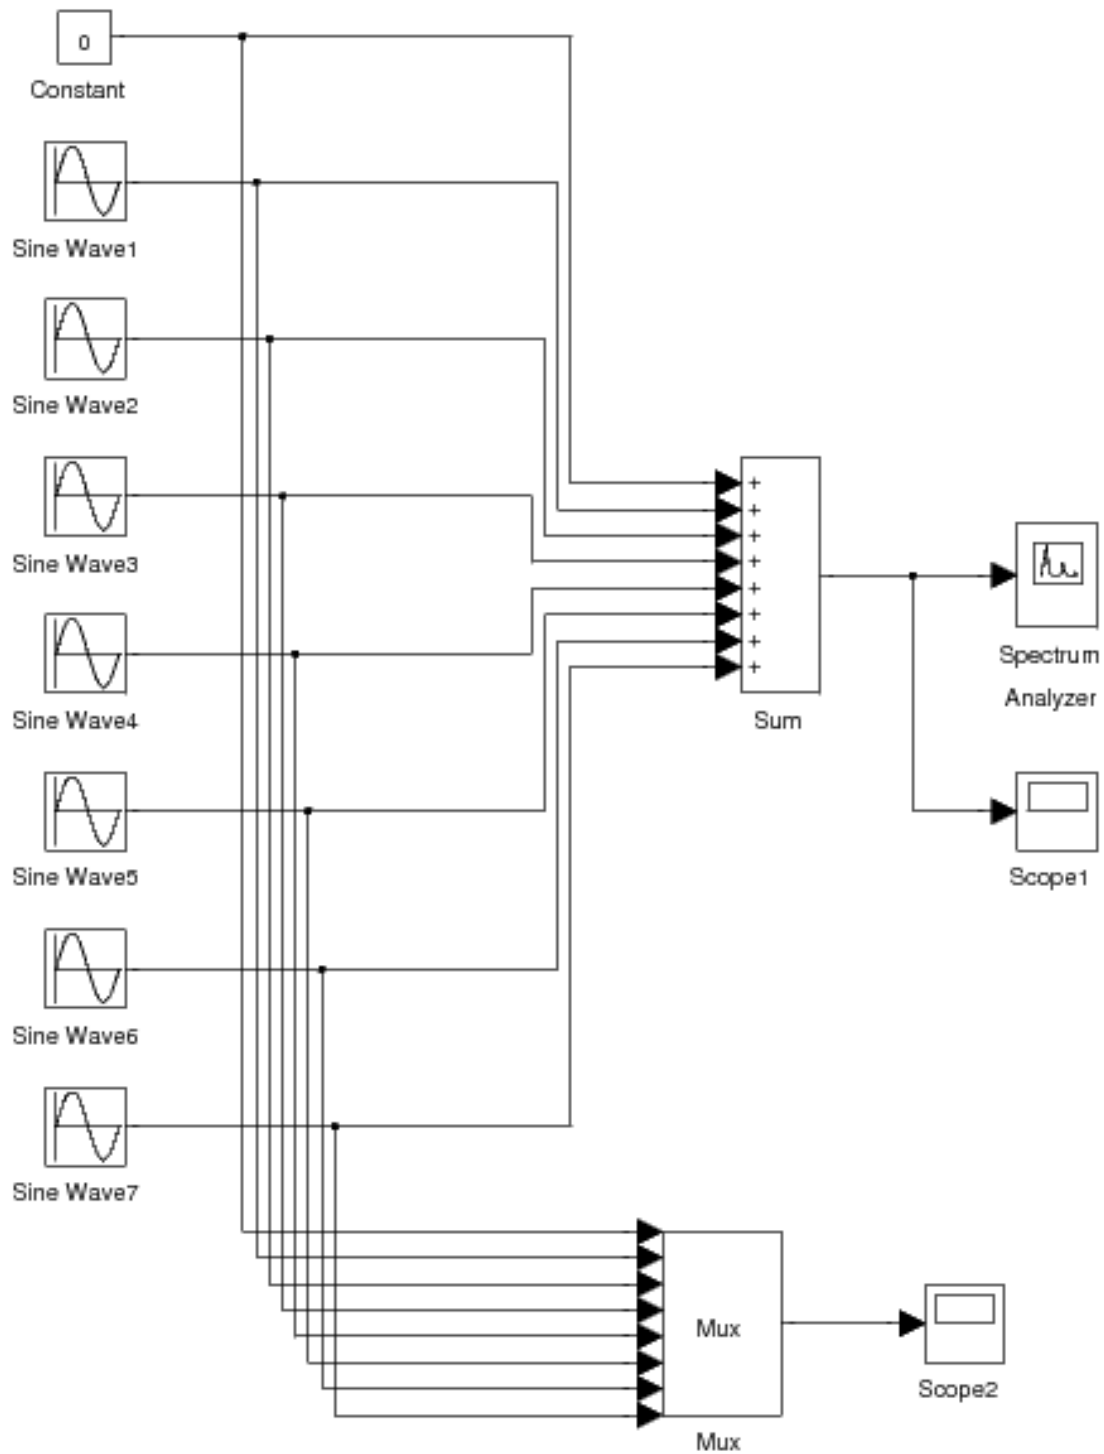 0
Constant
Sine Wave1
Sine Wave2
Sine Wave3
+
+
+
+
+
+
+
+
Sine Wave4
Sum
Spectrum
Analyzer
Sine Wave5
Scope1
Sine Wave6
Sine Wave7
Mux
Mux
Scope2